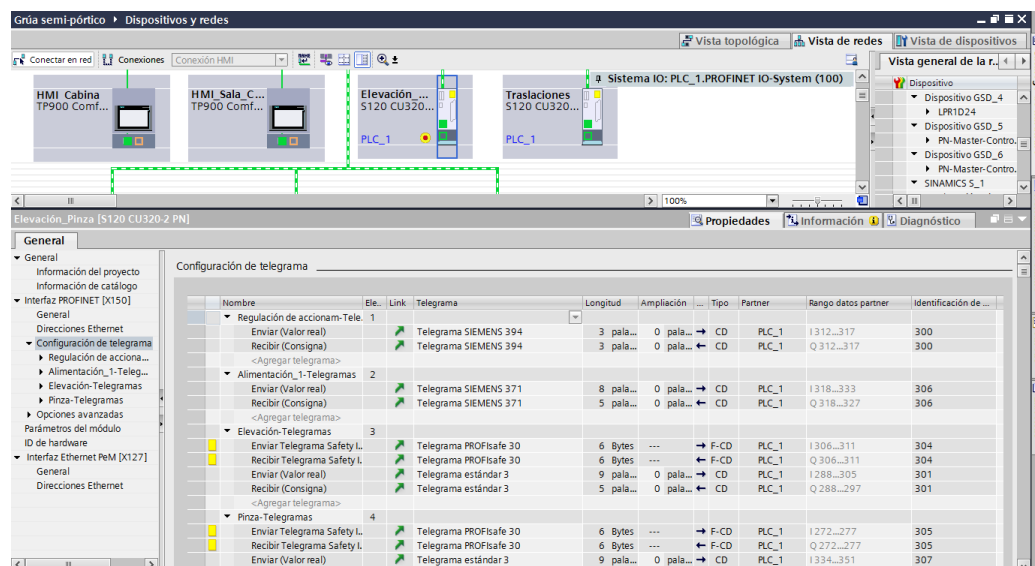 Grúa semi-pórtico ▸ Dispositivos y redes
Vista topológica Vista de redes Vista de dispositivos
Conectar en red Conexiones Conexión HMI
Vista general de la r..
Sistema IO: PLC_1.PROFINET IO-System (100)
Dispositivo
HMI_Cabina
TP900 Comf...
HMI_Sala_C...
TP900 Comf...
Elevación_...
S120 CU320...
PLC_1
Traslaciones
S120 CU320...
PLC_1
Dispositivo GSD_4
LPR1D24
Dispositivo GSD_5
PN-Master-Contro.
Dispositivo GSD_6
PN-Master-Contro.
SINAMICS S_1
100%
Elevación_Pinza [S120 CU320-2 PN]
Propiedades Información Diagnóstico
General
General
Información del proyecto
Información de catálogo
Interfaz PROFINET [X150]
General
Direcciones Ethernet
Configuración de telegrama
Regulación de acciona...
Alimentación_1-Teleg...
Elevación-Telegramas
Pinza-Telegramas
Opciones avanzadas
Parámetros del módulo
ID de hardware
Interfaz Ethernet PeM [X127]
General
Direcciones Ethernet
Configuración de telegrama
Nombre Ele.. Link Telegrama Longitud Ampliación ... Tipo Partner Rango datos partner Identificación de ...
Regulación de accionam-Tele. 1
Enviar (Valor real) Telegrama SIEMENS 394 3 pala... 0 pala... → CD PLC_1 I 312...317 300
Recibir (Consigna) Telegrama SIEMENS 394 3 pala... 0 pala... ← CD PLC_1 Q 312...317 300
<Agregar telegrama>
Alimentación_1-Telegramas 2
Enviar (Valor real) Telegrama SIEMENS 371 8 pala... 0 pala... → CD PLC_1 I 318...333 306
Recibir (Consigna) Telegrama SIEMENS 371 5 pala... 0 pala... ← CD PLC_1 Q 318...327 306
<Agregar telegrama>
Elevación-Telegramas 3
Enviar Telegrama Safety I.. Telegrama PROFIsafe 30 6 Bytes --- → F-CD PLC_1 I 306...311 304
Recibir Telegrama Safety I.. Telegrama PROFIsafe 30 6 Bytes --- ← F-CD PLC_1 Q 306...311 304
Enviar (Valor real) Telegrama estándar 3 9 pala... 0 pala... → CD PLC_1 I 288...305 301
Recibir (Consigna) Telegrama estándar 3 5 pala... 0 pala... ← CD PLC_1 Q 288...297 301
<Agregar telegrama>
Pinza-Telegramas 4
Enviar Telegrama Safety I.. Telegrama PROFIsafe 30 6 Bytes --- → F-CD PLC_1 I 272...277 305
Recibir Telegrama Safety I.. Telegrama PROFIsafe 30 6 Bytes --- ← F-CD PLC_1 Q 272...277 305
Enviar (Valor real) Telegrama estándar 3 9 pala... 0 pala... → CD PLC_1 I 334...351 307